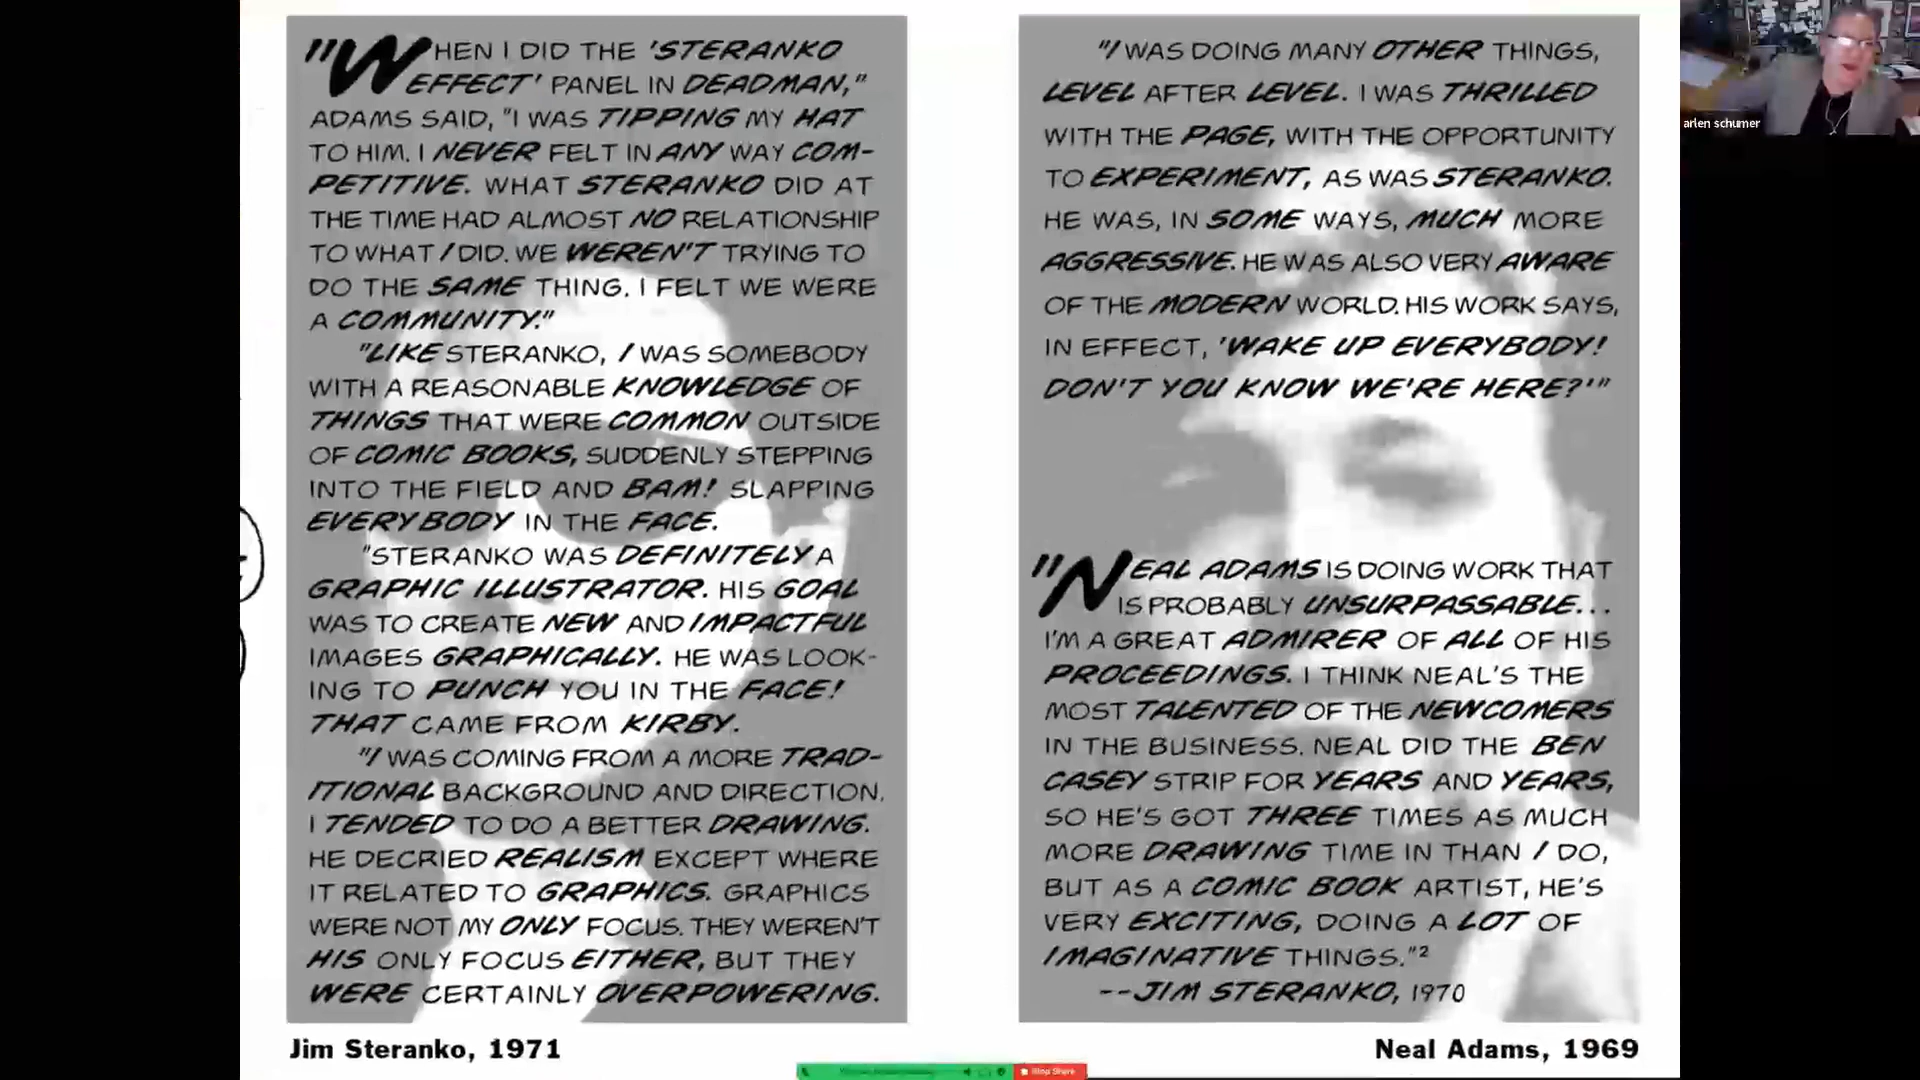 "WHEN I DID THE 'STERANKO
EFFECT' PANEL IN DEADMAN,"
ADAMS SAID, "I WAS TIPPING MY HAT
TO HIM. I NEVER FELT IN ANY WAY COM-
PETITIVE. WHAT STERANKO DID AT
THE TIME HAD ALMOST NO RELATIONSHIP
TO WHAT I DID. WE WEREN'T TRYING TO
DO THE SAME THING. I FELT WE WERE
A COMMUNITY."
"LIKE STERANKO, I WAS SOMEBODY
WITH A REASONABLE KNOWLEDGE OF
THINGS THAT WERE COMMON OUTSIDE
OF COMIC BOOKS, SUDDENLY STEPPING
INTO THE FIELD AND BAM! SLAPPING
EVERYBODY IN THE FACE.
"STERANKO WAS DEFINITELY A
GRAPHIC ILLUSTRATOR. HIS GOAL
WAS TO CREATE NEW AND IMPACTFUL
IMAGES GRAPHICALLY. HE WAS LOOK-
ING TO PUNCH YOU IN THE FACE!
THAT CAME FROM KIRBY.
"I WAS COMING FROM A MORE TRAD-
ITIONAL BACKGROUND AND DIRECTION.
I TENDED TO DO A BETTER DRAWING.
HE DECRIED REALISM EXCEPT WHERE
IT RELATED TO GRAPHICS. GRAPHICS
WERE NOT MY ONLY FOCUS. THEY WEREN'T
HIS ONLY FOCUS EITHER, BUT THEY
WERE CERTAINLY OVERPOWERING.
Jim Steranko, 1971
"I WAS DOING MANY OTHER THINGS,
LEVEL AFTER LEVEL. I WAS THRILLED
WITH THE PAGE, WITH THE OPPORTUNITY
TO EXPERIMENT, AS WAS STERANKO.
HE WAS, IN SOME WAYS, MUCH MORE
AGGRESSIVE. HE WAS ALSO VERY AWARE
OF THE MODERN WORLD. HIS WORK SAYS,
IN EFFECT, 'WAKE UP EVERYBODY!
DON'T YOU KNOW WE'RE HERE?'"
"NEAL ADAMS IS DOING WORK THAT
IS PROBABLY UNSURPASSABLE...
I'M A GREAT ADMIRER OF ALL OF HIS
PROCEEDINGS. I THINK NEAL'S THE
MOST TALENTED OF THE NEWCOMERS
IN THE BUSINESS. NEAL DID THE BEN
CASEY STRIP FOR YEARS AND YEARS,
SO HE'S GOT THREE TIMES AS MUCH
MORE DRAWING TIME IN THAN I DO,
BUT AS A COMIC BOOK ARTIST, HE'S
VERY EXCITING, DOING A LOT OF
IMAGINATIVE THINGS."²
--JIM STERANKO, 1970
Neal Adams, 1969
arlen schumer
Stop Share